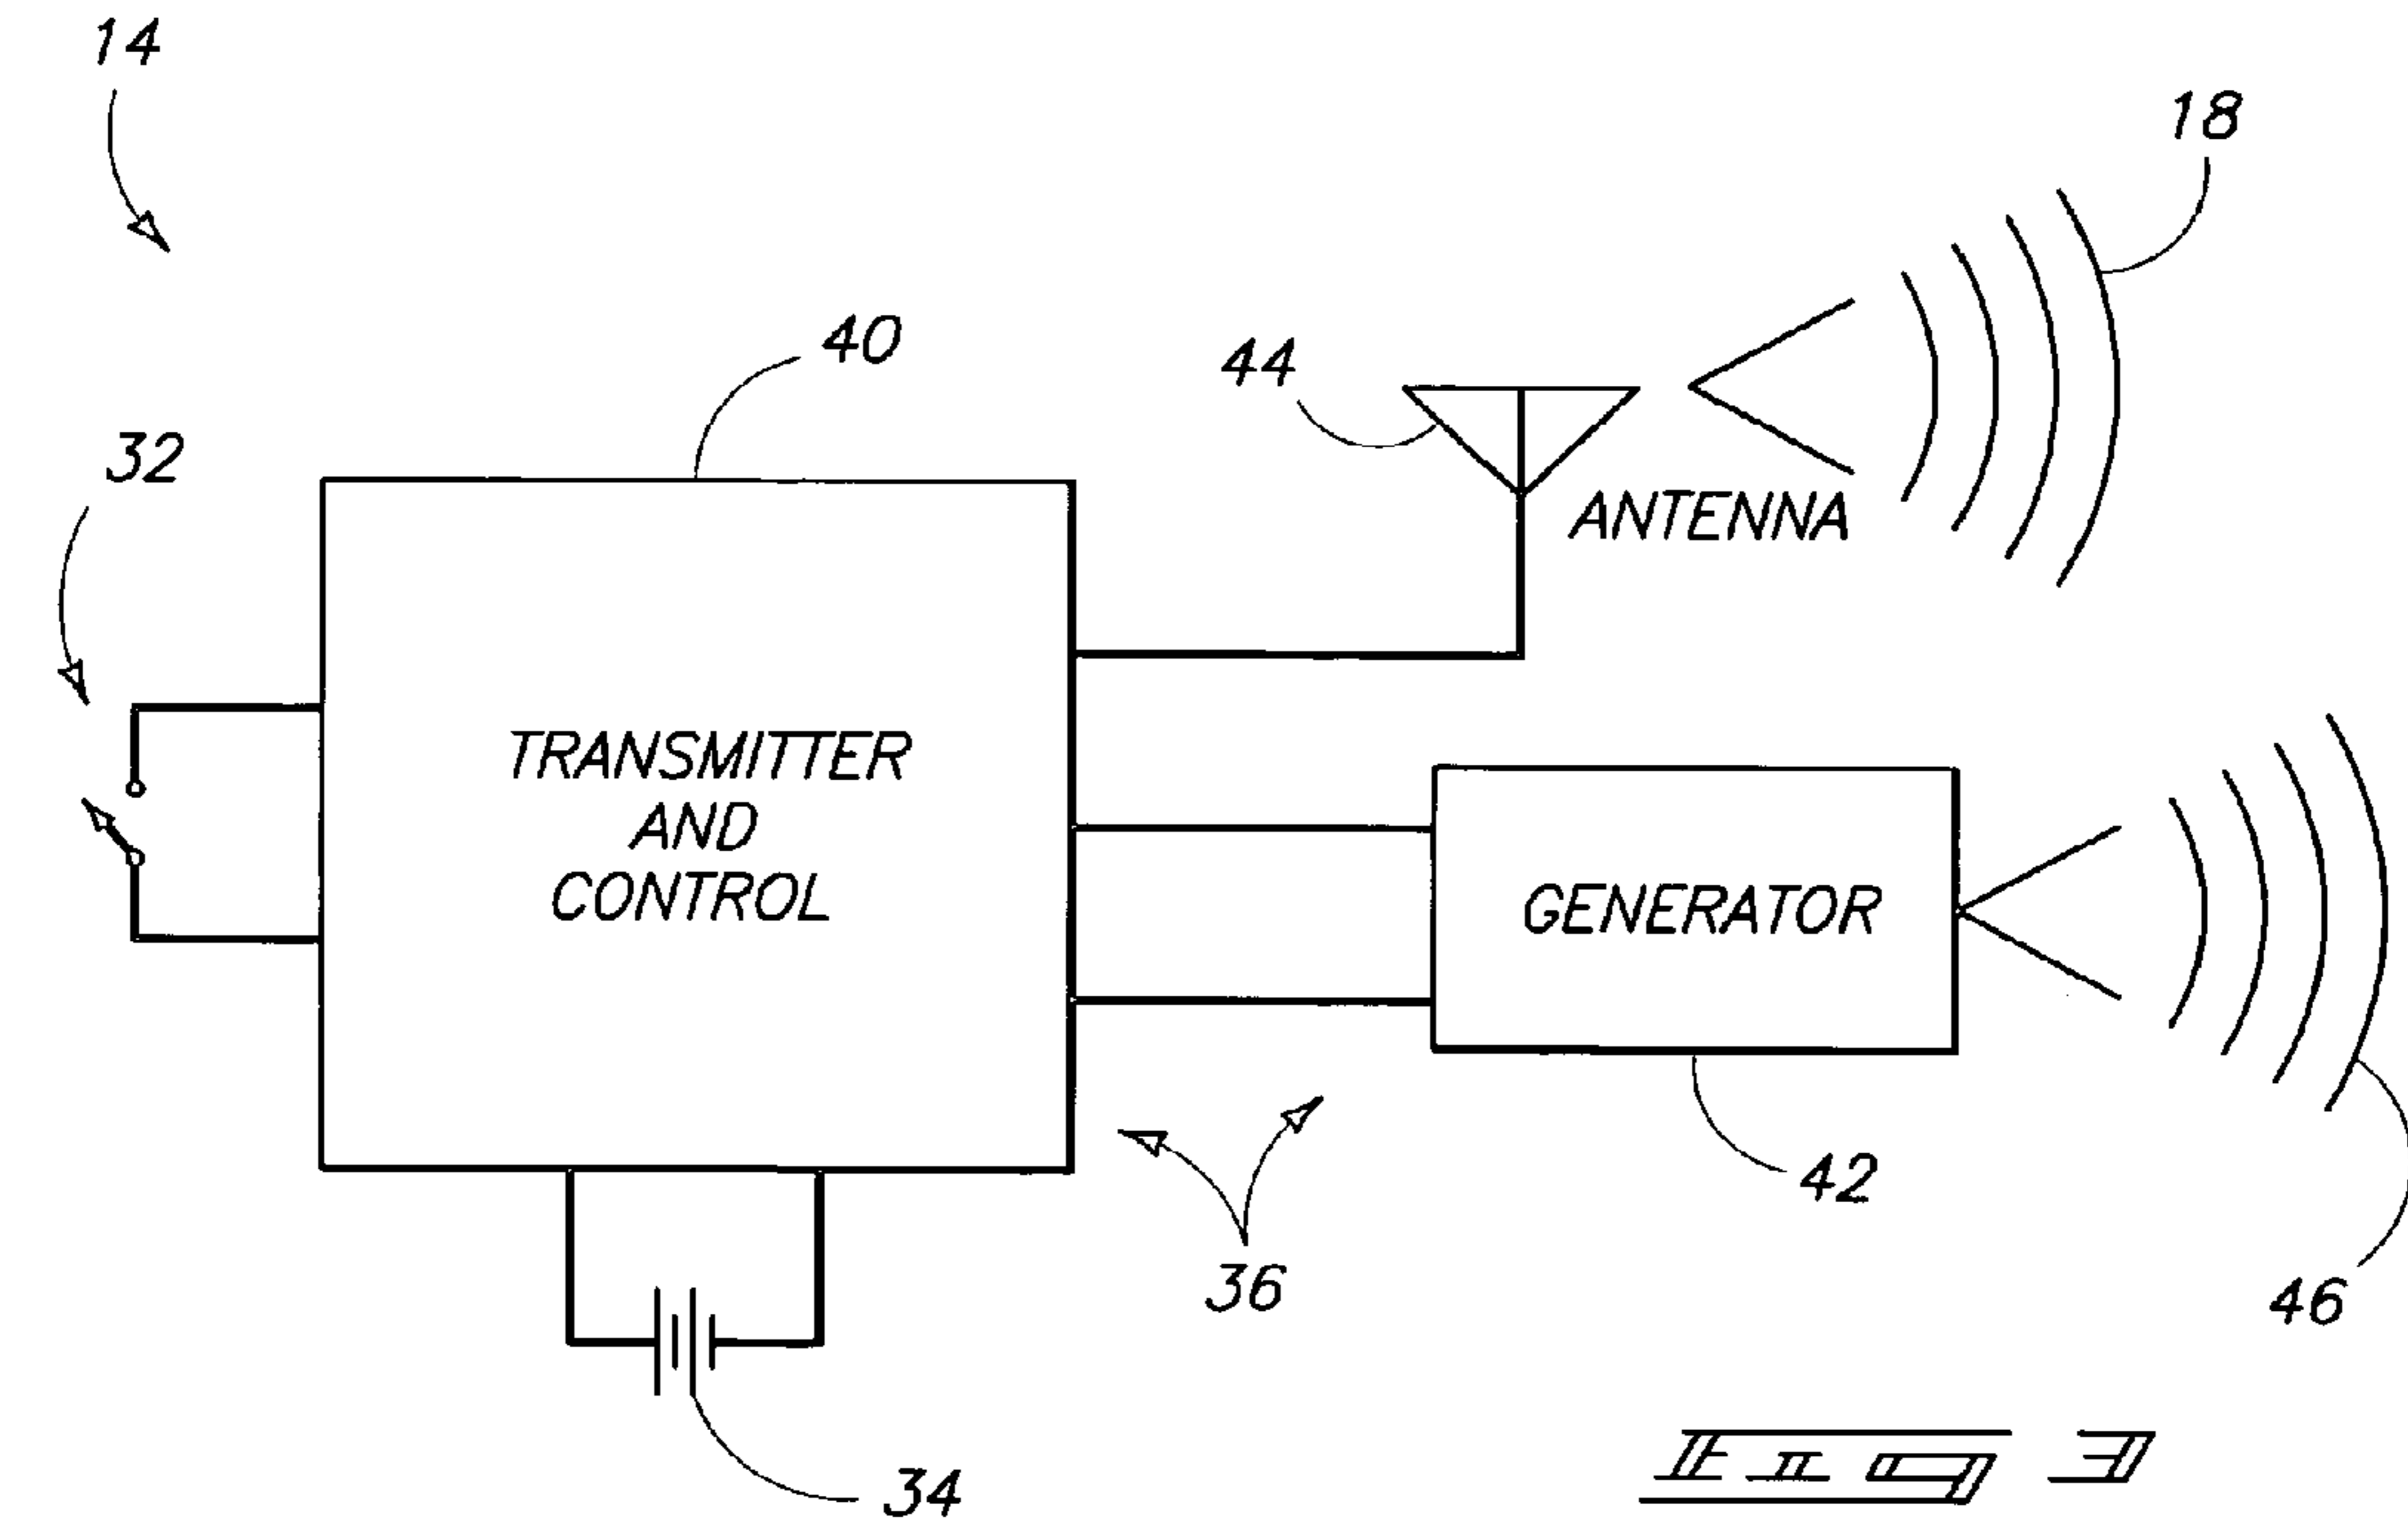 14
18
40
44
32
ANTENNA
TRANSMITTER
AND
CONTROL
GENERATOR
42
36
46
34
Fig 3